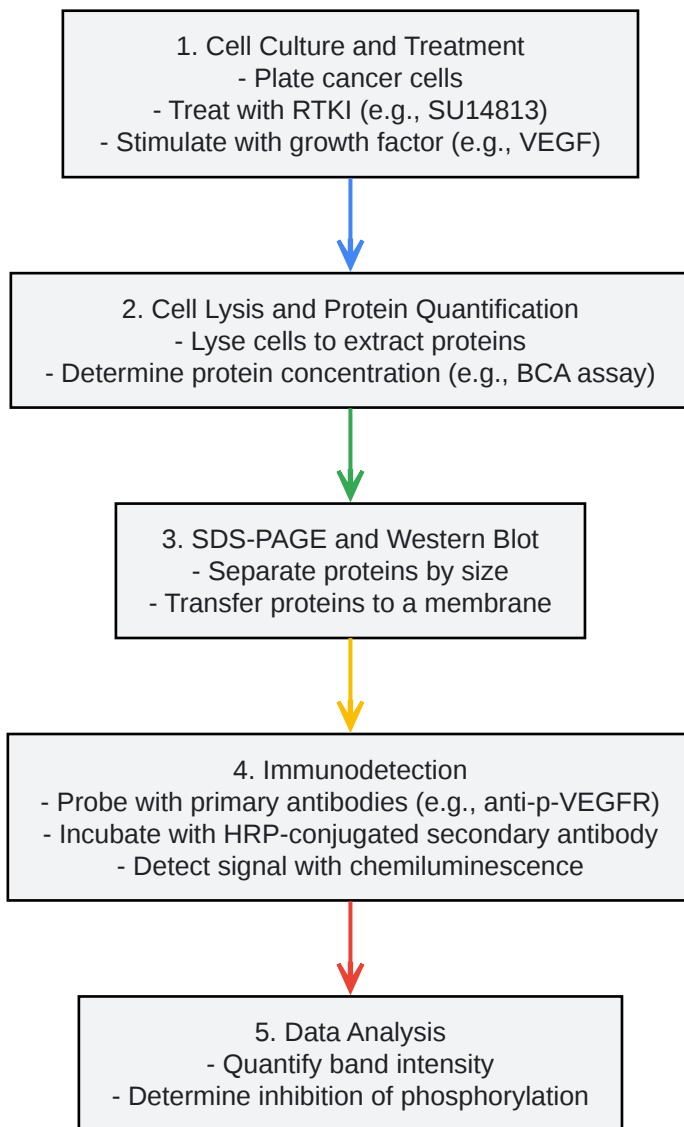 1. Cell Culture and Treatment
- Plate cancer cells
- Treat with RTKI (e.g., SU14813)
- Stimulate with growth factor (e.g., VEGF)
2. Cell Lysis and Protein Quantification
- Lyse cells to extract proteins
- Determine protein concentration (e.g., BCA assay)
3. SDS-PAGE and Western Blot
- Separate proteins by size
- Transfer proteins to a membrane
4. Immunodetection
- Probe with primary antibodies (e.g., anti-p-VEGFR)
- Incubate with HRP-conjugated secondary antibody
- Detect signal with chemiluminescence
5. Data Analysis
- Quantify band intensity
- Determine inhibition of phosphorylation